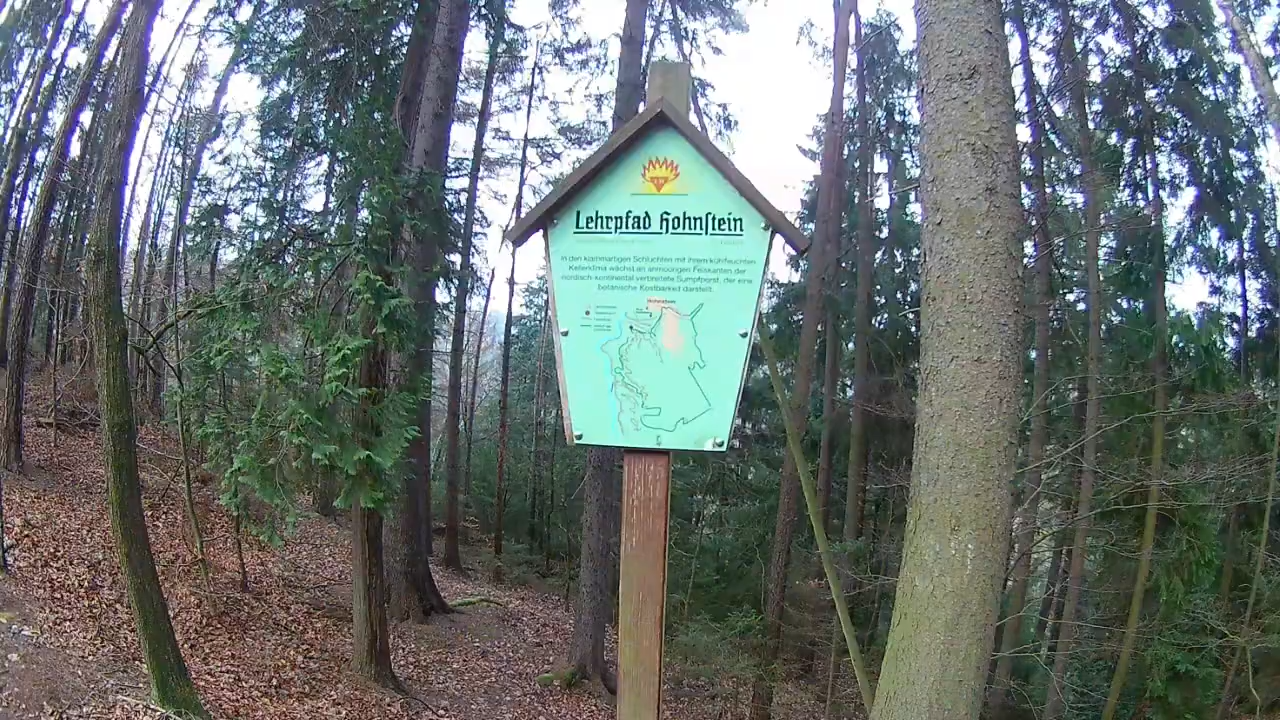 Lehrpfad Hohnstein
In den klammartigen Schluchten mit ihrem kühlfeuchten
Kellerklima wächst an anmoorigen Felskanten der
nordisch-kontinental verbreitete Sumpfporst, der eine
botanische Kostbarkeit darstellt.
Hohnstein